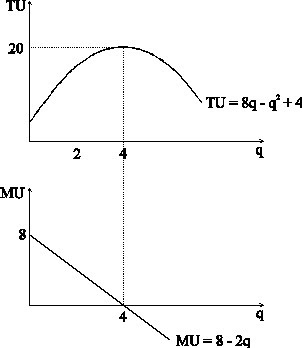 TU
20
TU = 8q - q² + 4
2 4 q
MU
8
4 q
MU = 8 - 2q